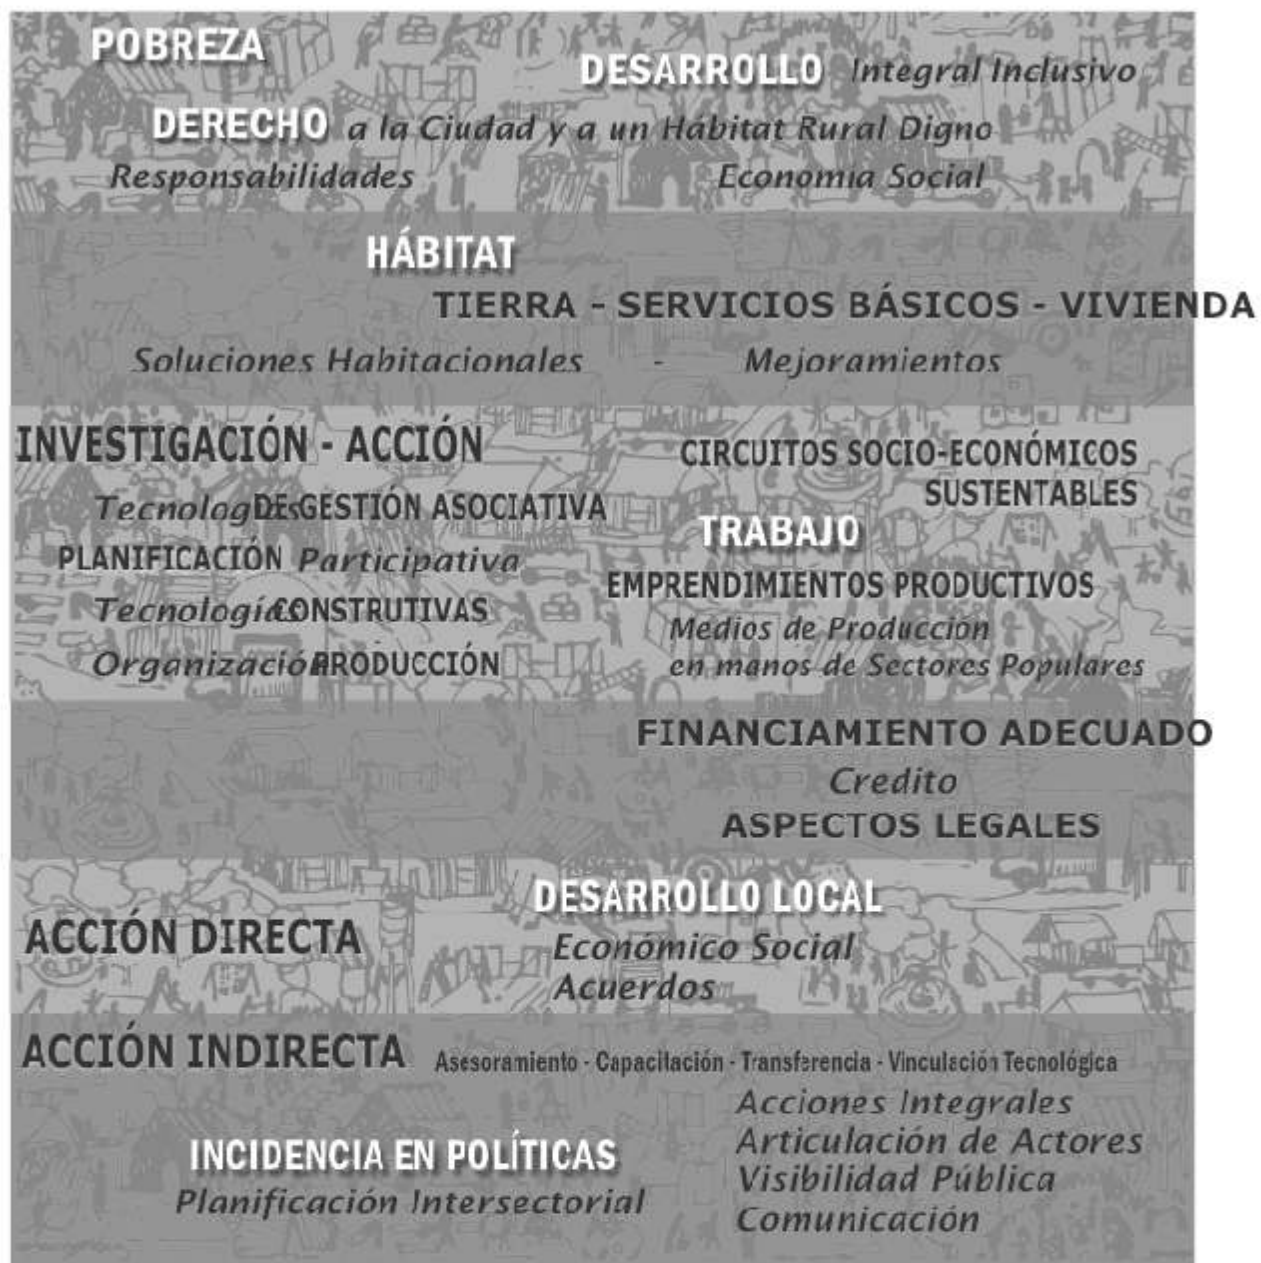 POBREZA
DESARROLLO Integral Inclusivo
DERECHO a la Ciudad y a un Hábitat Rural Digno
Responsabilidades
Economía Social
HÁBITAT
TIERRA - SERVICIOS BÁSICOS - VIVIENDA
Soluciones Habitacionales - Mejoramientos
INVESTIGACIÓN - ACCIÓN
Tecnologías DE GESTIÓN ASOCIATIVA
PLANIFICACIÓN Participativa
Tecnologías CONSTRUTIVAS
Organización PRODUCCIÓN
CIRCUITOS SOCIO-ECONÓMICOS
SUSTENTABLES
TRABAJO
EMPRENDIMIENTOS PRODUCTIVOS
Medios de Producción
en manos de Sectores Populares
FINANCIAMIENTO ADECUADO
Credito
ASPECTOS LEGALES
DESARROLLO LOCAL
ACCIÓN DIRECTA
Económico Social
Acuerdos
ACCIÓN INDIRECTA Asesoramiento - Capacitación - Transferencia - Vinculación Tecnológica
INCIDENCIA EN POLÍTICAS
Planificación Intersectorial
Acciones Integrales
Articulación de Actores
Visibilidad Pública
Comunicación